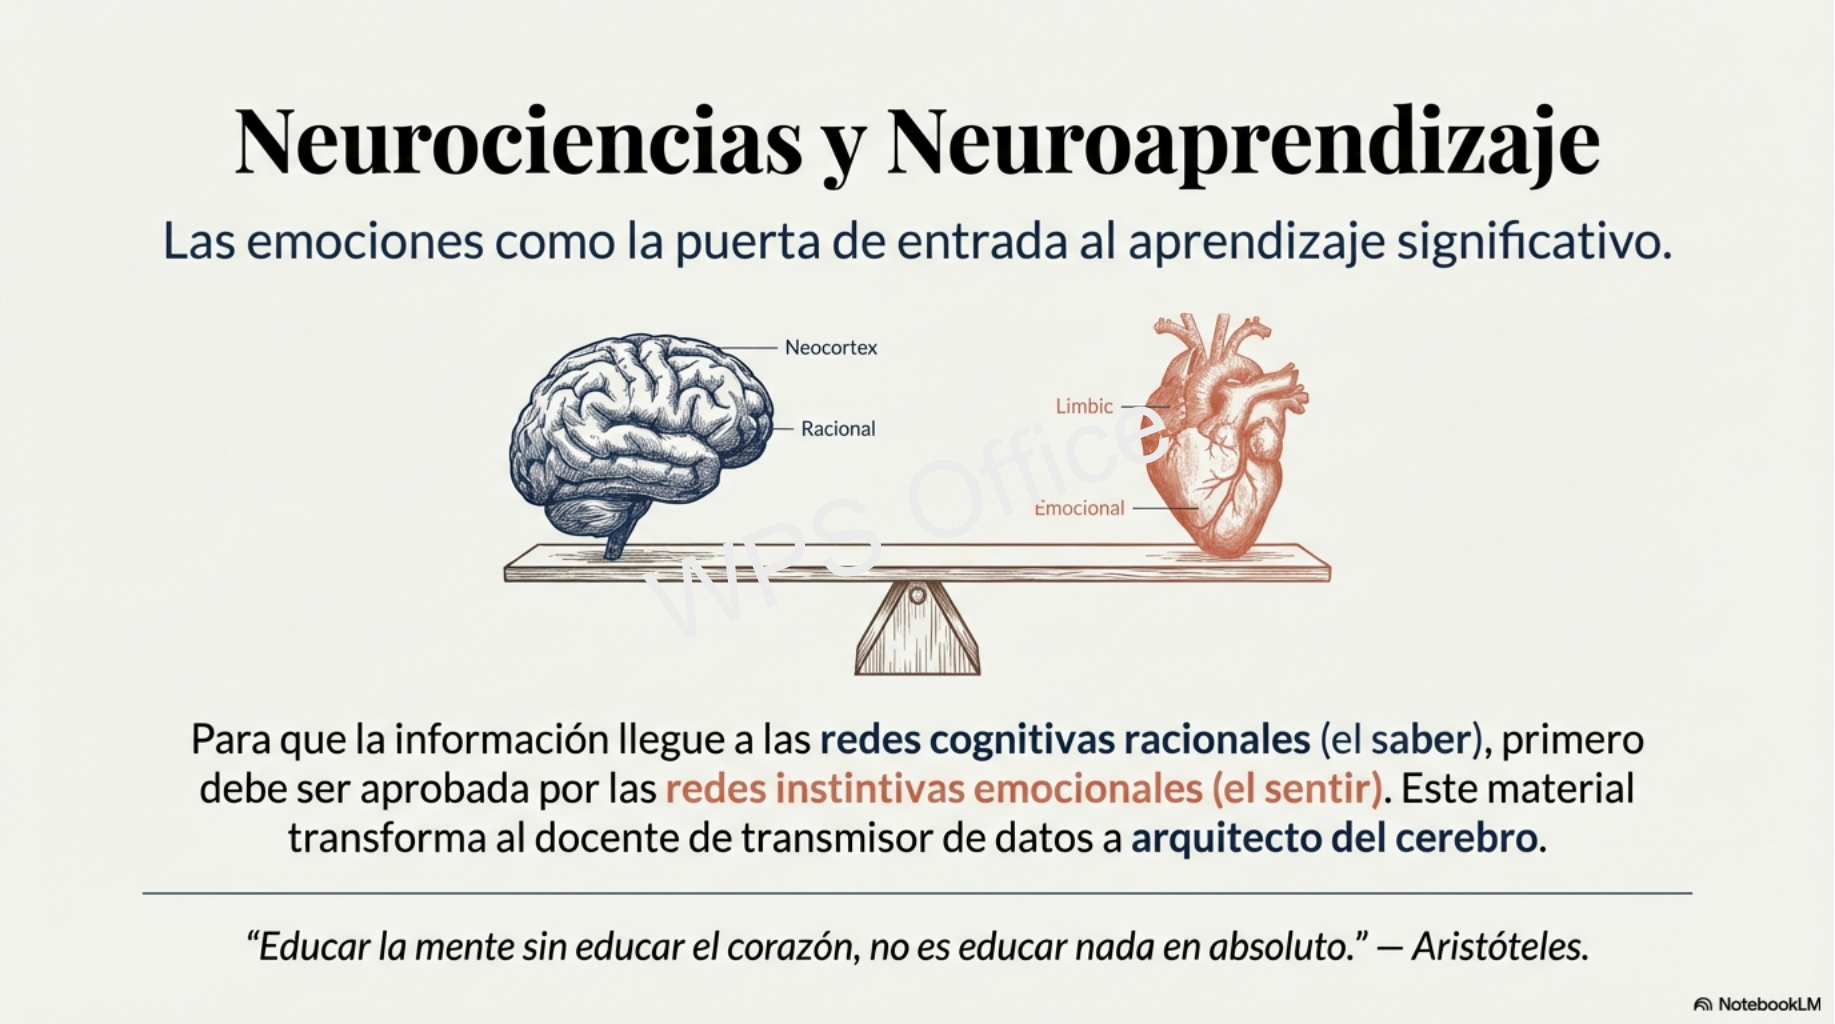 Neurociencias y Neuroaprendizaje
Las emociones como la puerta de entrada al aprendizaje significativo.
Neocortex
Racional
Limbic
Emocional
WPS Office
Para que la información llegue a las redes cognitivas racionales (el saber), primero
debe ser aprobada por las redes instintivas emocionales (el sentir). Este material
transforma al docente de transmisor de datos a arquitecto del cerebro.
“Educar la mente sin educar el corazón, no es educar nada en absoluto.” — Aristóteles.
NotebookLM